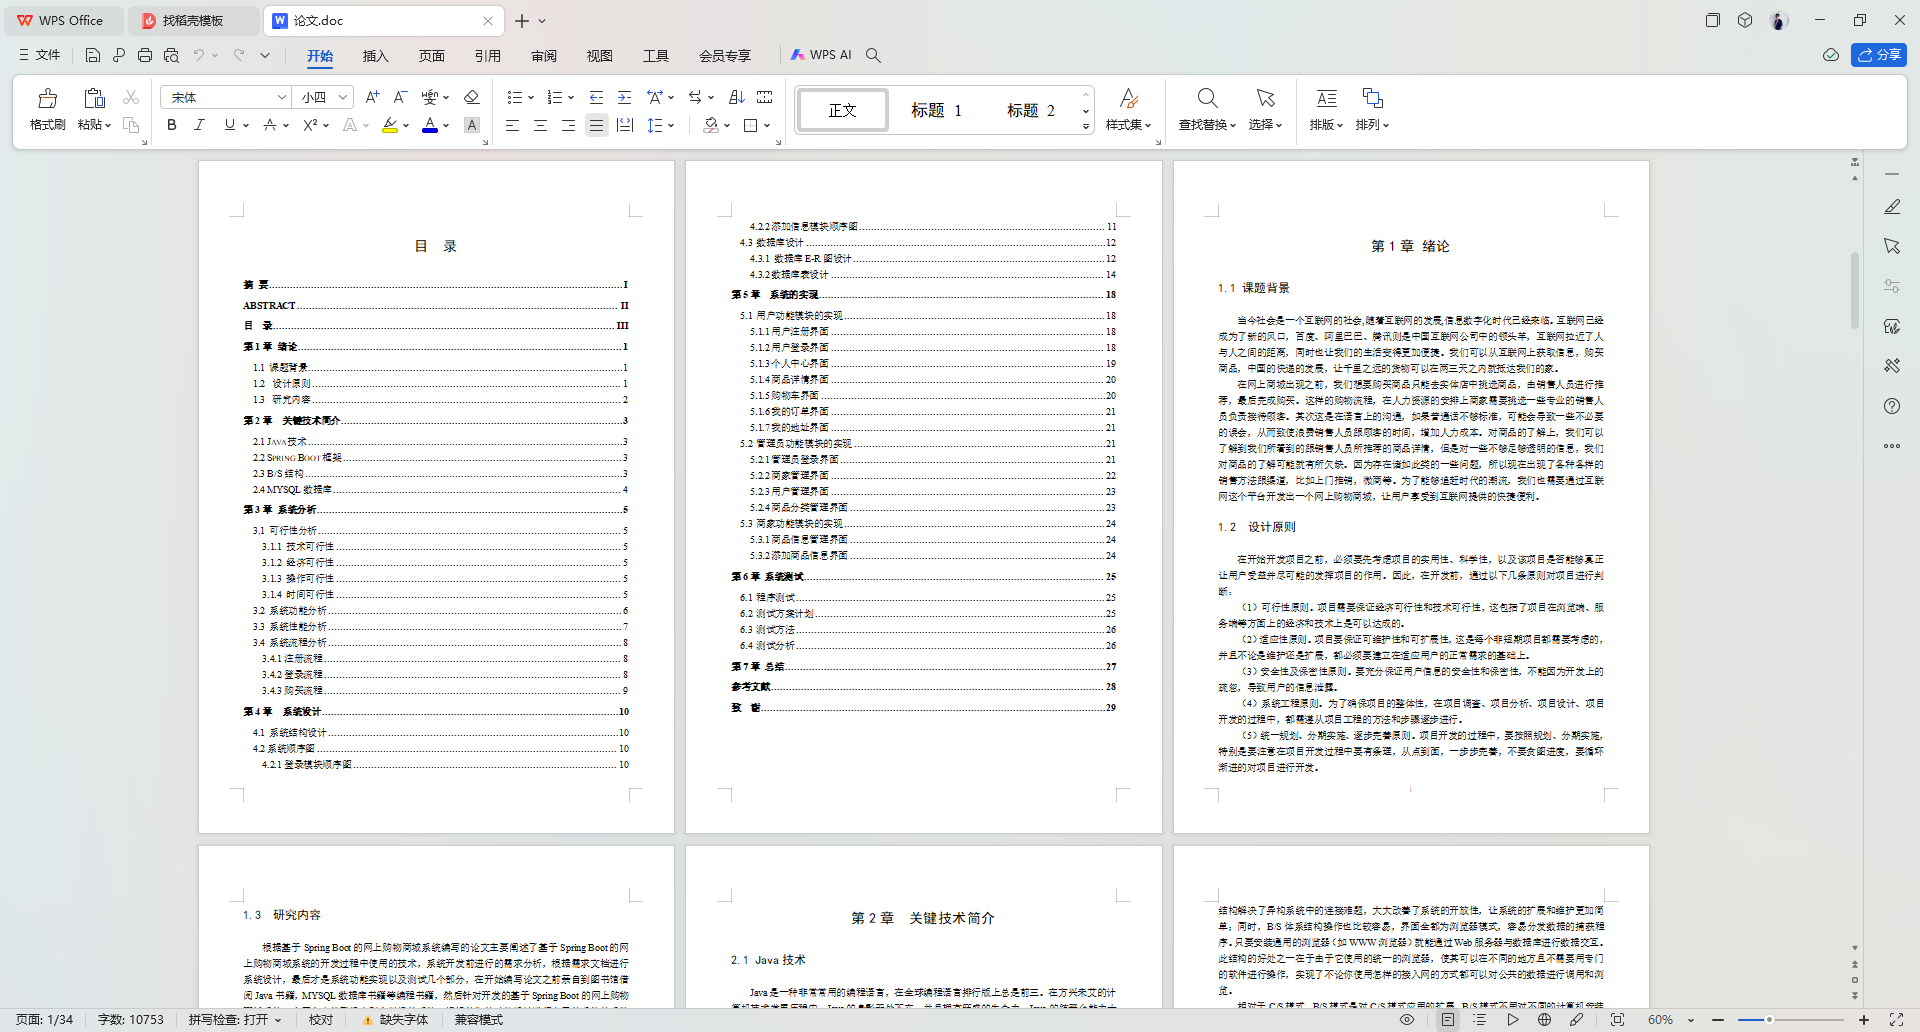 WPS Office
找稻壳模板
论文.doc
文件
开始
插入
页面
引用
审阅
视图
工具
会员专享
WPS AI
分享
格式刷
粘贴
宋体
小四
正文
标题 1
标题 2
样式集
查找替换
选择
排版
排列
目 录
摘 要 I
ABSTRACT II
目 录 III
第1章 绪论 1
1.1 课题背景 1
1.2 设计原则 1
1.3 研究内容 2
第2章 关键技术简介 3
2.1 JAVA技术 3
2.2 SPRING BOOT框架 3
2.3 B/S结构 3
2.4 MYSQL数据库 4
第3章 系统分析 5
3.1 可行性分析 5
3.1.1 技术可行性 5
3.1.2 经济可行性 5
3.1.3 操作可行性 5
3.1.4 时间可行性 5
3.2 系统功能分析 6
3.3 系统性能分析 7
3.4 系统流程分析 8
3.4.1注册流程 8
3.4.2登录流程 8
3.4.3购买流程 9
第4章 系统设计 10
4.1 系统结构设计 10
4.2系统顺序图 10
4.2.1登录模块顺序图 10
4.2.2添加信息模块顺序图 11
4.3 数据库设计 12
4.3.1 数据库E-R图设计 12
4.3.2数据库表设计 14
第5章 系统的实现 18
5.1 用户功能模块的实现 18
5.1.1用户注册界面 18
5.1.2用户登录界面 18
5.1.3个人中心界面 19
5.1.4商品详情界面 20
5.1.5购物车界面 20
5.1.6我的订单界面 21
5.1.7我的地址界面 21
5.2 管理员功能模块的实现 21
5.2.1管理员登录界面 21
5.2.2商家管理界面 22
5.2.3用户管理界面 23
5.2.4商品分类管理界面 23
5.3 商家功能模块的实现 24
5.3.1商品信息管理界面 24
5.3.2添加商品信息界面 24
第6章 系统测试 25
6.1 程序测试 25
6.2 测试方案计划 25
6.3 测试方法 26
6.4 测试分析 26
第7章 总结 27
参考文献 28
致 谢 29
第1章 绪论
1.1 课题背景
当今社会是一个互联网的社会,随着互联网的发展,信息数字化时代已经来临。互联网已经
成为了新的风口，百度、阿里巴巴、腾讯则是中国互联网公司中的领头羊，互联网拉近了人
与人之间的距离，同时也让我们的生活变得更加便捷。我们可以从互联网上获取信息，购买
商品，中国的快递的发展，让千里之远的货物可以在两三天之内就抵达我们的家。
在网上商城出现之前，我们想要购买商品只能去实体店中挑选商品，由销售人员进行推
荐，最后完成购买。这样的购物流程，在人力资源的安排上商家需要挑选一些专业的销售人
员负责接待顾客。其次这是在语言上的沟通，如果普通话不够标准，可能会导致一些不必要
的误会，从而致使浪费销售人员跟顾客的时间，增加人力成本。对商品的了解上，我们可以
了解到我们所看到的跟销售人员所推荐的商品详情，但是对一些不够足够透明的信息，我们
对商品的了解可能就有所欠缺。因为存在诸如此类的一些问题，所以现在出现了各种各样的
销售方法跟渠道，比如上门推销，微商等。为了能够追赶时代的潮流，我们也需要通过互联
网这个平台开发出一个网上购物商城，让用户享受到互联网提供的快捷便利。
1.2 设计原则
在开始开发项目之前，必须要先考虑项目的实用性、科学性，以及该项目是否能够真正
让用户受益并尽可能的发挥项目的作用。因此，在开发前，通过以下几条原则对项目进行判
断：
（1）可行性原则。项目需要保证经济可行性和技术可行性，这包括了项目在浏览端、服
务端等方面上的经济和技术上是可以达成的。
（2）适应性原则。项目要保证可维护性和可扩展性，这是每个非短期项目都需要考虑的，
并且不论是维护还是扩展，都必须要建立在适应用户的正常需求的基础上。
（3）安全性及保密性原则。要充分保证用户信息的安全性和保密性，不能因为开发上的
疏忽，导致用户的信息泄露。
（4）系统工程原则。为了确保项目的整体性，在项目调查、项目分析、项目设计、项目
开发的过程中，都需遵从项目工程的方法和步骤逐步进行。
（5）统一规划、分期实施、逐步完善原则。项目开发的过程中，要按照规划、分期实施，
特别是要注意在项目开发过程中要有条理，从点到面，一步步完善，不要贪图进度，要循环
渐进的对项目进行开发。
1.3 研究内容
根据基于 Spring Boot 的网上购物商城系统编写的论文主要阐述了基于 Spring Boot 的网
上购物商城系统的开发过程中使用的技术，系统开发前进行的需求分析，根据需求文档进行
系统设计，最后才是系统功能实现以及测试几个部分，在开始编写论文之前亲自到图书馆借
阅 Java 书籍，MYSQL 数据库书籍等编程书籍，然后针对开发的基于 Spring Boot 的网上购物
第2章 关键技术简介
2.1 Java 技术
Java 是一种非常常用的编程语言，在全球编程语言排行版上总是前三。在方兴未艾的计
结构解决了异构系统中的连接难题，大大改善了系统的开放性，让系统的扩展和维护更加简
单；同时，B/S 体系结构操作也比较容易，界面全都为浏览器模式，容易分发数据的捕获程
序。只要安装通用的浏览器（如 WWW 浏览器）就能通过 Web 服务器与数据库进行数据交互。
此结构的好处之一在于由于它使用的统一的浏览器，使其可以在不同的地方且不需要用专门
的软件进行操作，实现了不论你使用怎样的接入网的方式都可以对公共的数据进行调用和浏
览。
相对于 C/S 模式，B/S 模式是对 C/S 模式应用的扩展，B/S 模式不用对不同的计算机安装
页面: 1/34
字数: 10753
拼写检查: 打开
校对
缺失字体
兼容模式
60%